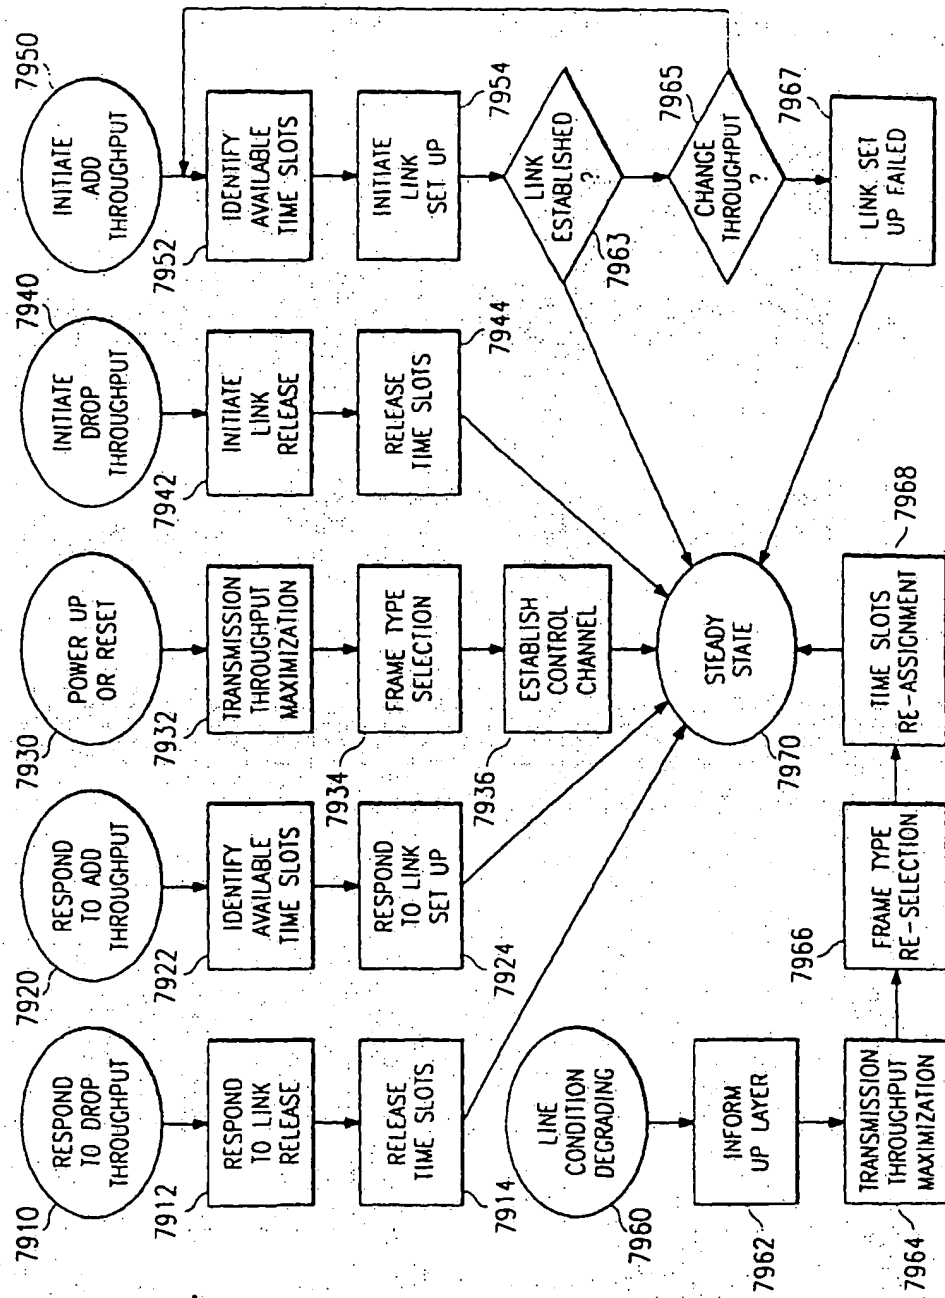 7910
RESPOND
TO DROP
THROUGHPUT
7912
RESPOND
TO LINK
RELEASE
7914
RELEASE
TIME SLOTS
7920
RESPOND
TO ADD
THROUGHPUT
7922
IDENTIFY
AVAILABLE
TIME SLOTS
7924
RESPOND
TO LINK
SET UP
7930
POWER UP
OR RESET
7932
TRANSMISSION
THROUGHPUT
MAXIMIZATION
7934
FRAME TYPE
SELECTION
7936
ESTABLISH
CONTROL
CHANNEL
7940
INITIATE
DROP
THROUGHPUT
7942
INITIATE
LINK
RELEASE
7944
RELEASE
TIME SLOTS
7950
INITIATE
ADD
THROUGHPUT
7952
IDENTIFY
AVAILABLE
TIME SLOTS
7954
INITIATE
LINK
SET UP
7963
LINK
ESTABLISHED
?
7965
CHANGE
THROUGHPUT
?
7967
LINK SET
UP FAILED
7960
LINE
CONDITION
DEGRADING
7962
INFORM
UP LAYER
7964
TRANSMISSION
THROUGHPUT
MAXIMIZATION
7966
FRAME TYPE
RE-SELECTION
7968
TIME SLOTS
RE-ASSIGNMENT
7970
STEADY
STATE